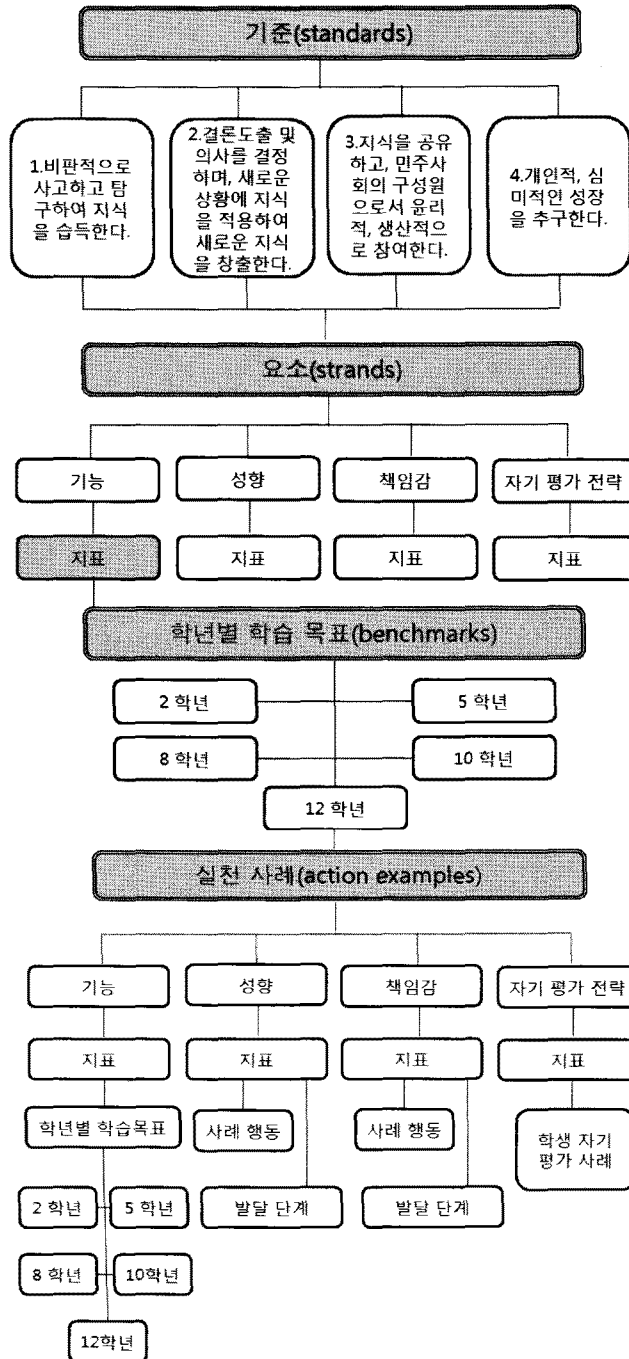 기준(standards)
1.비판적으로
사고하고 탐
구하여 지식
을 습득한다.
2.결론도출 및
의사를 결정
하며, 새로운
상황에 지식
을 적용하여
새로운 지식
을 창출한다.
3.지식을 공유
하고, 민주사
회의 구성원
으로서 윤리
적, 생산적으
로 참여한다.
4.개인적, 심
미적인 성장
을 추구한다.
요소(strands)
기능 성향 책임감 자기 평가 전략
지표 지표 지표 지표
학년별 학습 목표(benchmarks)
2 학년 5 학년
8 학년 10 학년
12 학년
실천 사례(action examples)
기능 성향 책임감 자기 평가 전략
지표 지표 지표 지표
학년별 학습목표 사례 행동 사례 행동 학생 자기
평가 사례
2 학년 5 학년 발달 단계 발달 단계
8 학년 10학년
12학년